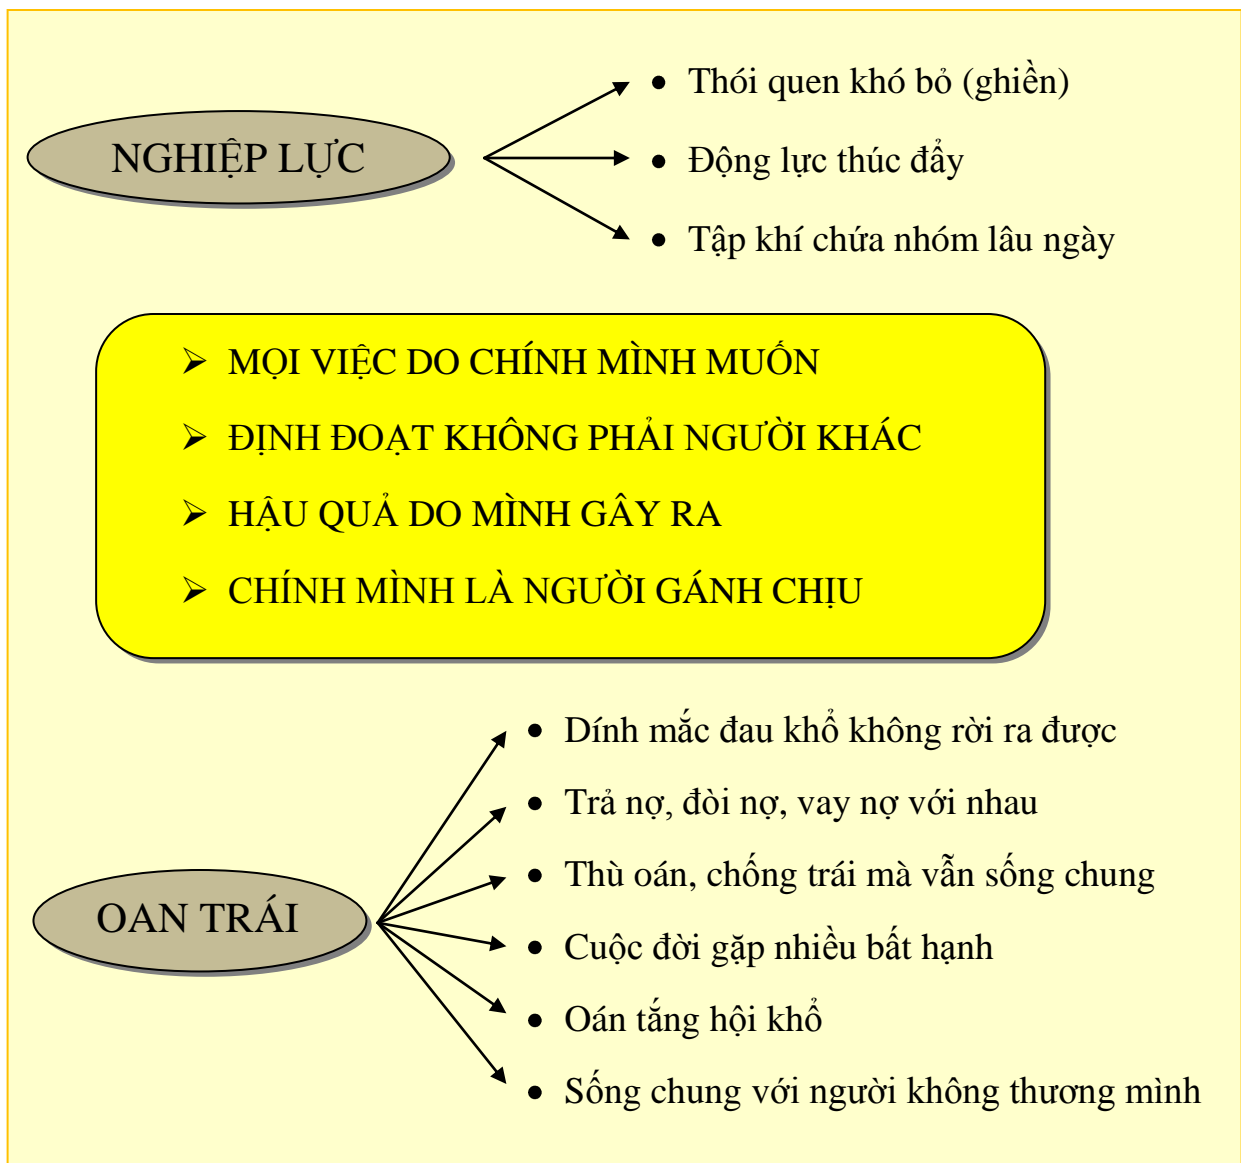 NGHIỆP LỰC
• Thói quen khó bỏ (ghiền)
• Động lực thúc đẩy
• Tập khí chứa nhóm lâu ngày
➢ MỌI VIỆC DO CHÍNH MÌNH MUỐN
➢ ĐỊNH ĐOẠT KHÔNG PHẢI NGƯỜI KHÁC
➢ HẬU QUẢ DO MÌNH GÂY RA
➢ CHÍNH MÌNH LÀ NGƯỜI GÁNH CHỊU
OAN TRÁI
• Dính mắc đau khổ không rời ra được
• Trả nợ, đòi nợ, vay nợ với nhau
• Thù oán, chống trái mà vẫn sống chung
• Cuộc đời gặp nhiều bất hạnh
• Oán tắng hội khổ
• Sống chung với người không thương mình